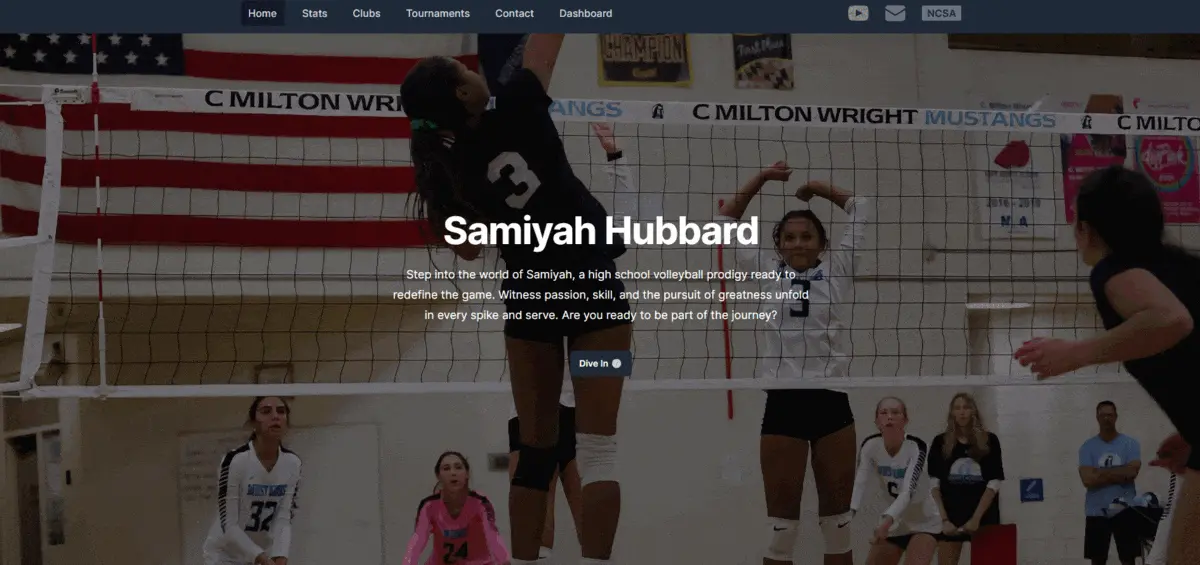 Home Stats Clubs Tournaments Contact Dashboard NCSA
CHAMPION
C MILTON WRI
ANGS
C MILTON WRIGHT MUSTANGS
C MILTO
3
Samiyah Hubbard
Step into the world of Samiyah, a high school volleyball prodigy ready to
redefine the game. Witness passion, skill, and the pursuit of greatness unfold
in every spike and serve. Are you ready to be part of the journey?
3
Dive In
MUSTANGS
32
24